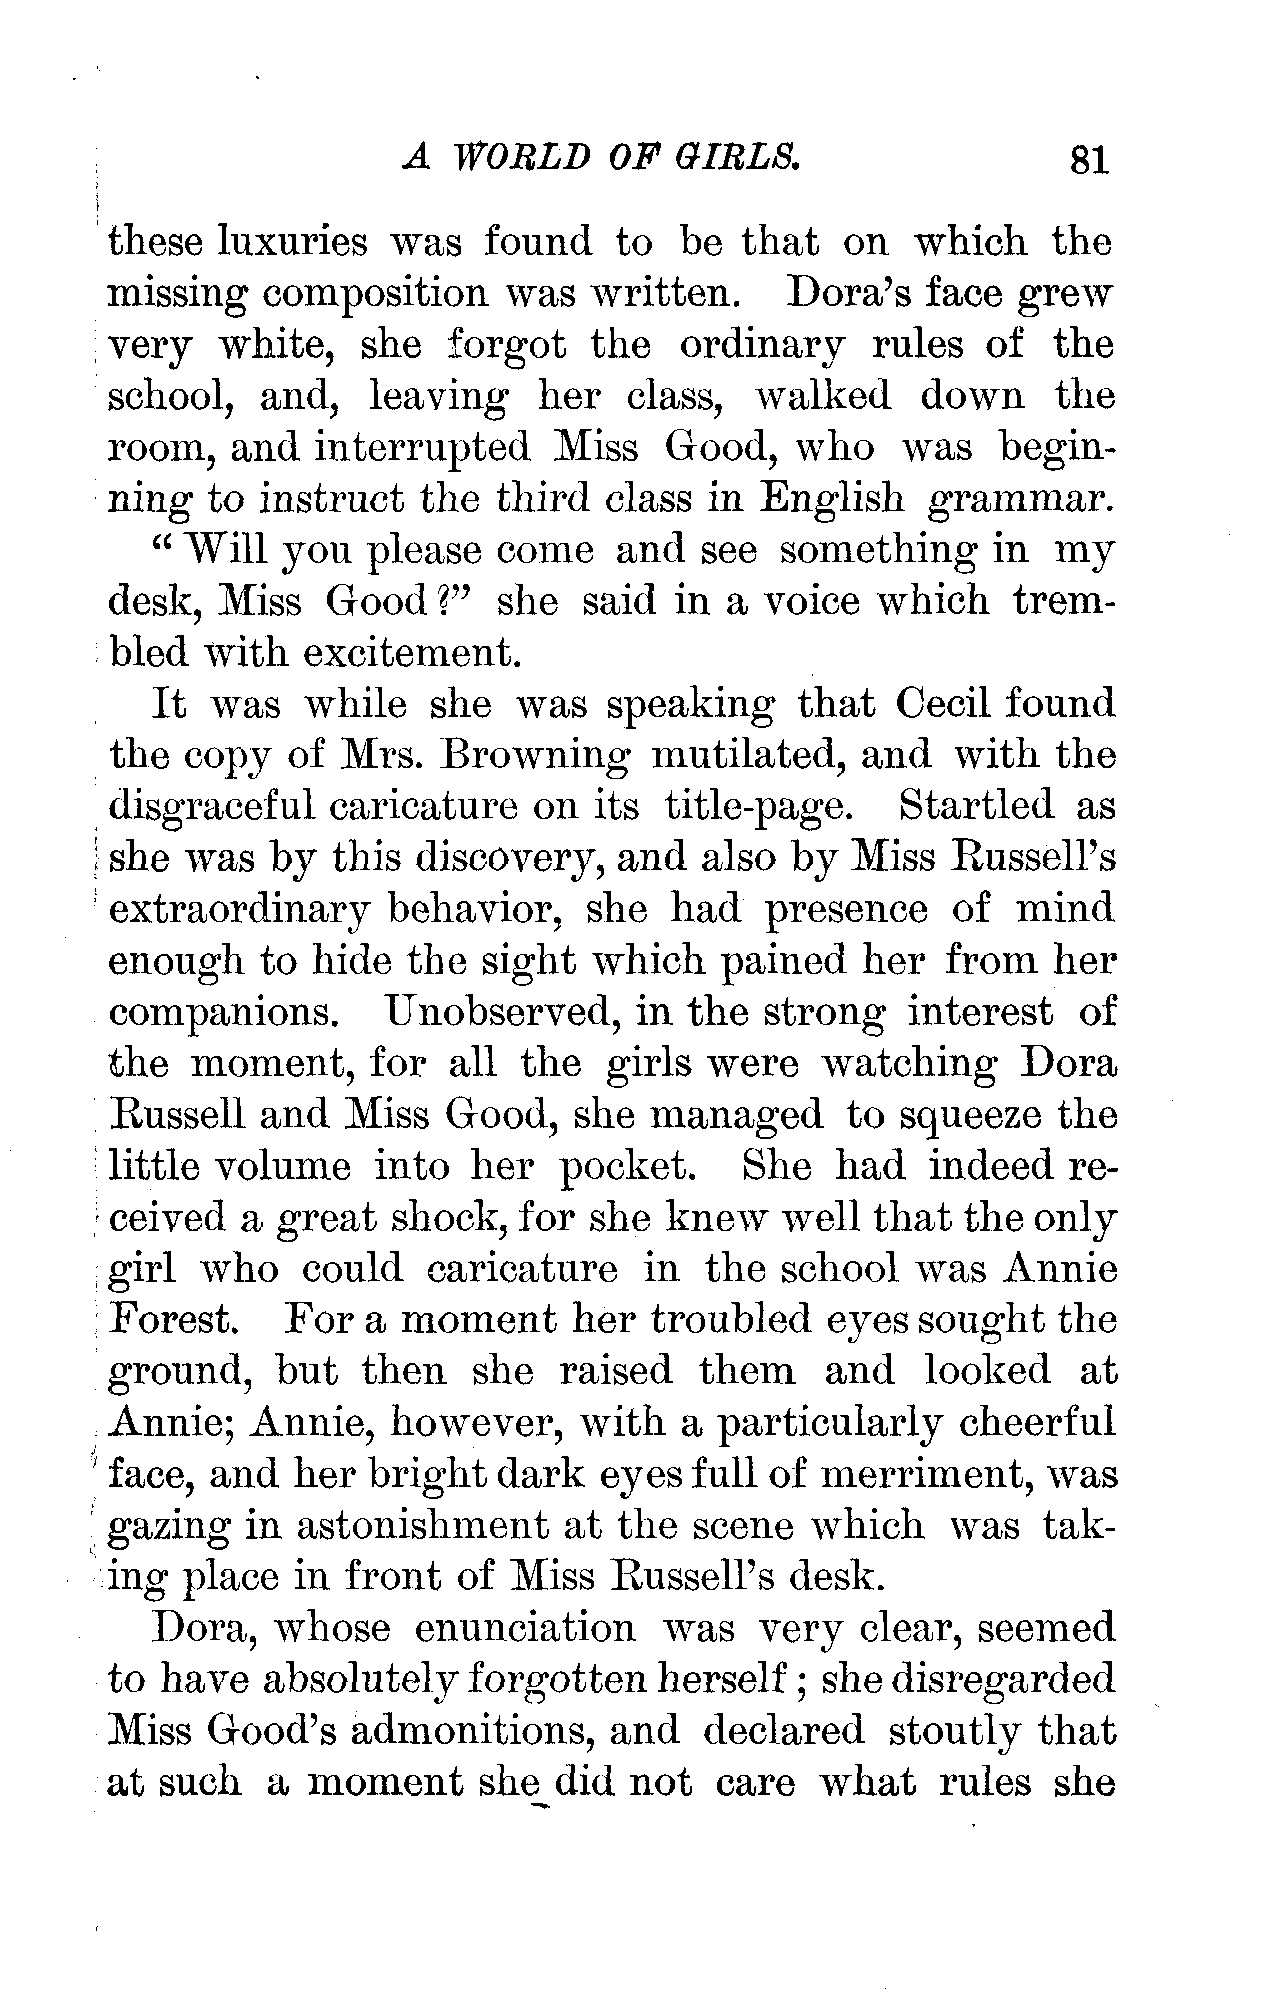 A WORLD OF GIRLS. 81
these luxuries was found to be that on which the
missing composition was written. Dora's face grew
very white, she forgot the ordinary rules of the
school, and, leaving her class, walked down the
room, and interrupted Miss Good, who was begin-
ning to instruct the third class in English grammar.
“ Will you please come and see something in my
desk, Miss Good ?” she said in a voice which trem-
bled with excitement.
It was while she was speaking that Cecil found
the copy of Mrs. Browning mutilated, and with the
disgraceful caricature on its title-page. Startled as
she was by this discovery, and also by Miss Russell's
extraordinary behavior, she had presence of mind
enough to hide the sight which pained her from her
companions. Unobserved, in the strong interest of
the moment, for all the girls were watching Dora
Russell and Miss Good, she managed to squeeze the
little volume into her pocket. She had indeed re-
ceived a great shock, for she knew well that the only
girl who could caricature in the school was Annie
Forest. For a moment her troubled eyes sought the
ground, but then she raised them and looked at
Annie; Annie, however, with a particularly cheerful
face, and her bright dark eyes full of merriment, was
gazing in astonishment at the scene which was tak-
ing place in front of Miss Russell's desk.
Dora, whose enunciation was very clear, seemed
to have absolutely forgotten herself ; she disregarded
Miss Good's admonitions, and declared stoutly that
at such a moment she did not care what rules she